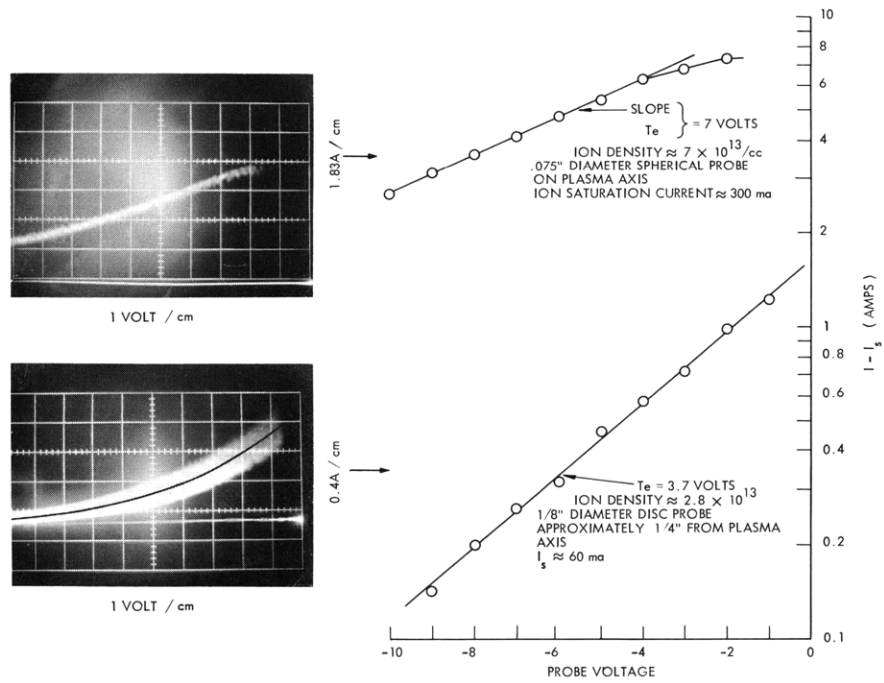 1.83A / cm
1 VOLT / cm
0.4A / cm
1 VOLT / cm
SLOPE
Te
= 7 VOLTS
ION DENSITY ≈ 7 × 10¹³/cc
.075" DIAMETER SPHERICAL PROBE
ON PLASMA AXIS
ION SATURATION CURRENT ≈ 300 ma
Te = 3.7 VOLTS
ION DENSITY ≈ 2.8 × 10¹³
1/8" DIAMETER DISC PROBE
APPROXIMATELY 1/4" FROM PLASMA
AXIS
I_s ≈ 60 ma
10
8
6
4
2
1
0.8
0.6
0.4
0.2
0.1
I - I_s ( AMPS)
-10
-8
-6
-4
-2
0
PROBE VOLTAGE